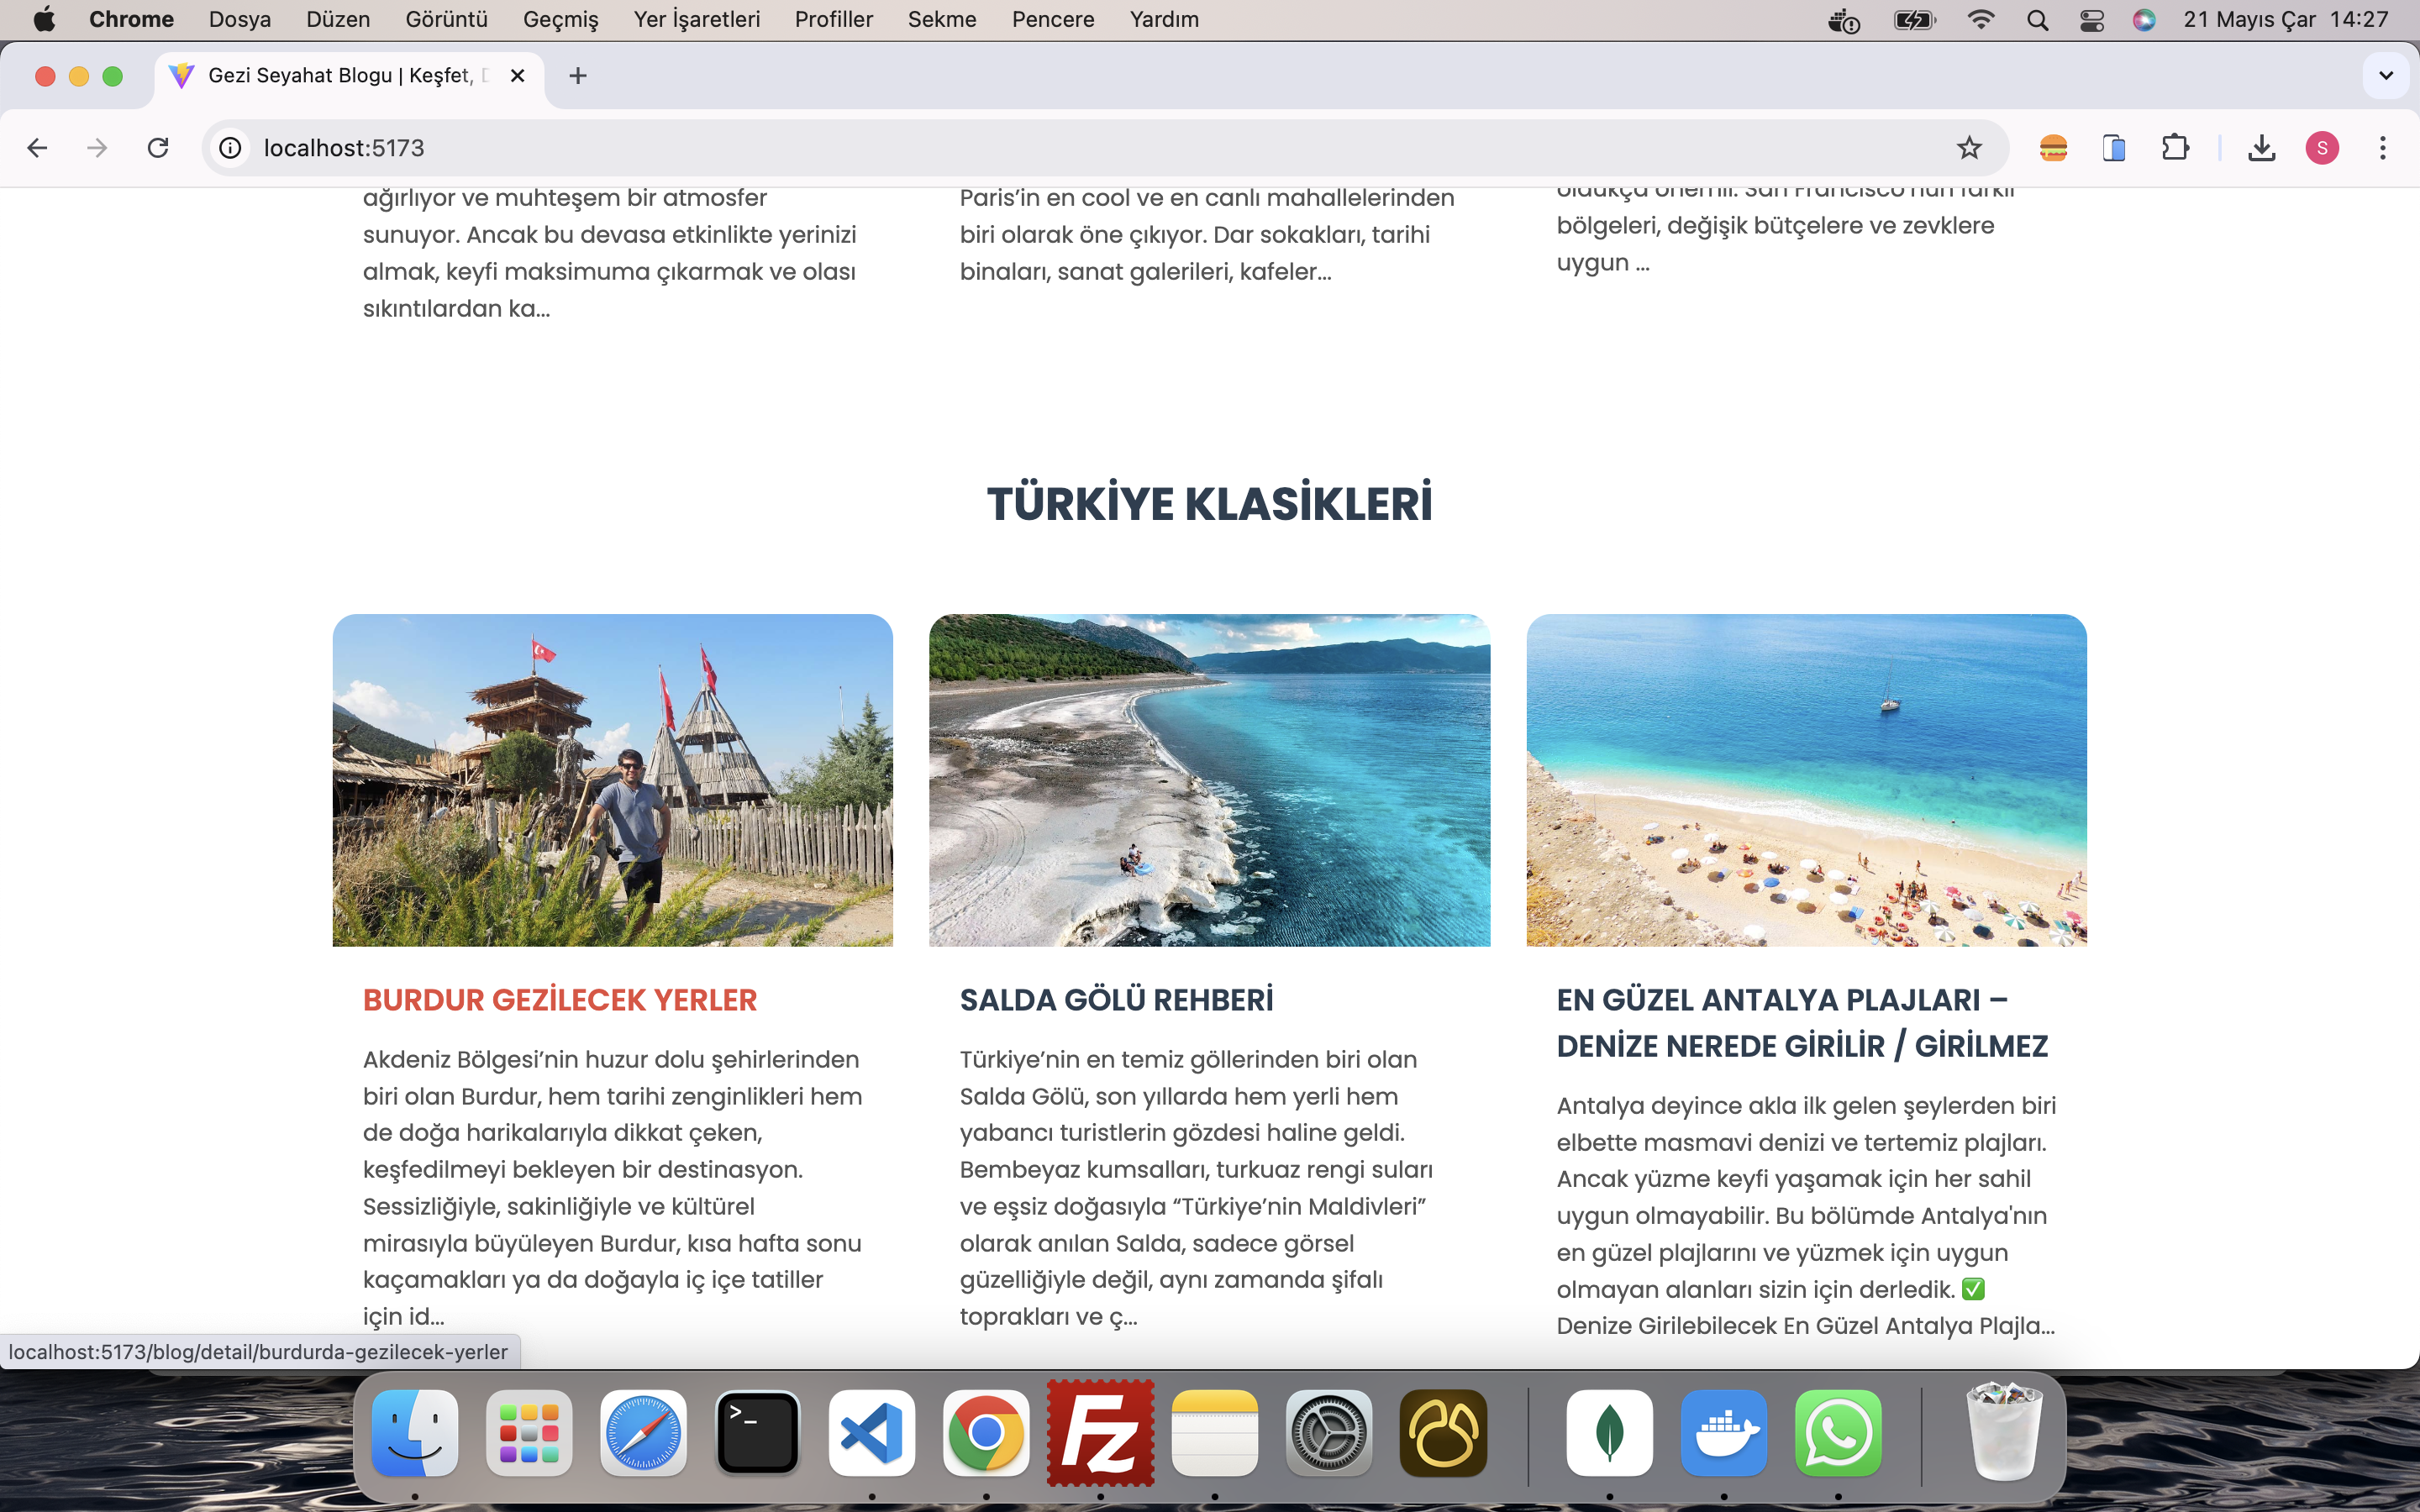 Chrome Dosya Düzen Görüntü Geçmiş Yer İşaretleri Profiller Sekme Pencere Yardım 21 Mayıs Çar 14:27
Gezi Seyahat Blogu | Keşfet,
localhost:5173
S
ağırlıyor ve muhteşem bir atmosfer
sunuyor. Ancak bu devasa etkinlikte yerinizi
almak, keyfi maksimuma çıkarmak ve olası
sıkıntılardan ka...
Paris’in en cool ve en canlı mahallelerinden
biri olarak öne çıkıyor. Dar sokakları, tarihi
binaları, sanat galerileri, kafeler...
oldukça önemli. San Francisco'nun farklı
bölgeleri, değişik bütçelere ve zevklere
uygun ...
TÜRKİYE KLASİKLERİ
BURDUR GEZİLECEK YERLER
Akdeniz Bölgesi’nin huzur dolu şehirlerinden
biri olan Burdur, hem tarihi zenginlikleri hem
de doğa harikalarıyla dikkat çeken,
keşfedilmeyi bekleyen bir destinasyon.
Sessizliğiyle, sakinliğiyle ve kültürel
mirasıyla büyüleyen Burdur, kısa hafta sonu
kaçamakları ya da doğayla iç içe tatiller
için id...
SALDA GÖLÜ REHBERİ
Türkiye’nin en temiz göllerinden biri olan
Salda Gölü, son yıllarda hem yerli hem
yabancı turistlerin gözdesi haline geldi.
Bembeyaz kumsalları, turkuaz rengi suları
ve eşsiz doğasıyla “Türkiye’nin Maldivleri”
olarak anılan Salda, sadece görsel
güzelliğiyle değil, aynı zamanda şifalı
toprakları ve ç...
EN GÜZEL ANTALYA PLAJLARI –
DENİZE NEREDE GİRİLİR / GİRİLMEZ
Antalya deyince akla ilk gelen şeylerden biri
elbette masmavi denizi ve tertemiz plajları.
Ancak yüzme keyfi yaşamak için her sahil
uygun olmayabilir. Bu bölümde Antalya'nın
en güzel plajlarını ve yüzmek için uygun
olmayan alanları sizin için derledik. ✅
Denize Girilebilecek En Güzel Antalya Plajla...
localhost:5173/blog/detail/burdurda-gezilecek-yerler
>_
Fz